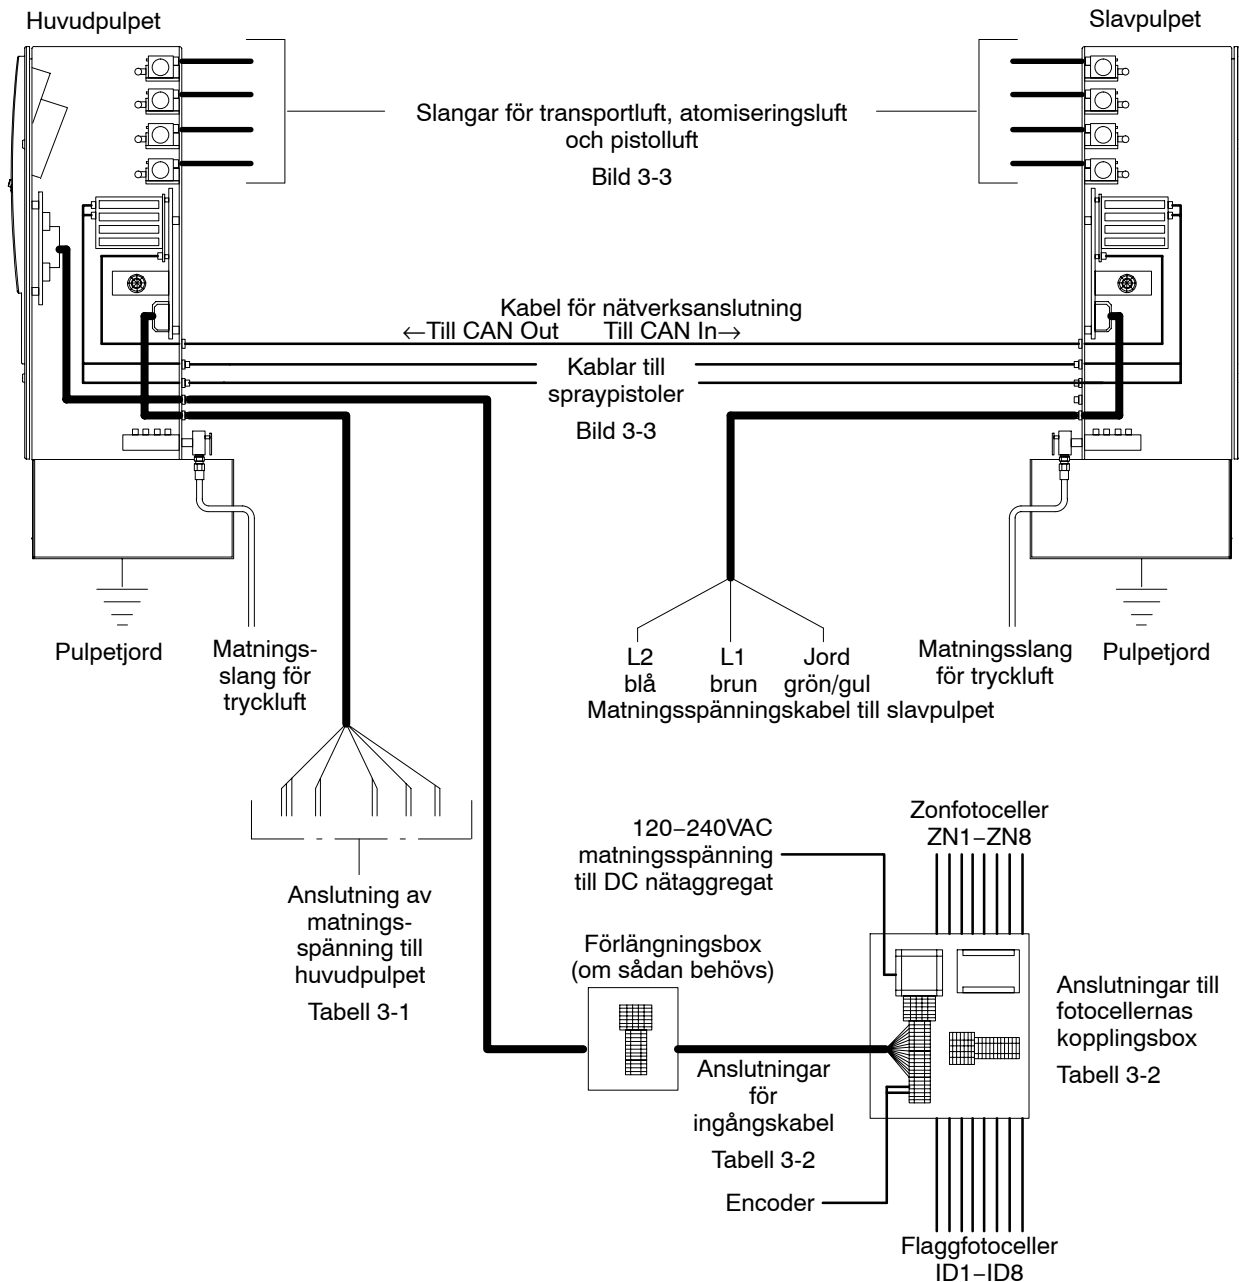 Huvudpulpet
Slavpulpet
Slangar för transportluft, atomiseringsluft
och pistolluft
Bild 3-3
Kabel för nätverksanslutning
←Till CAN Out
Till CAN In→
Kablar till
spraypistoler
Bild 3-3
Pulpetjord
Matnings-
slang för
tryckluft
L2
blå
L1
brun
Jord
grön/gul
Matningsspänningskabel till slavpulpet
Matningsslang
för tryckluft
Pulpetjord
Anslutning av
matnings-
spänning till
huvudpulpet
Tabell 3-1
120–240VAC
matningsspänning
till DC nätaggregat
Zonfotoceller
ZN1–ZN8
Förlängningsbox
(om sådan behövs)
Anslutningar till
fotocellernas
kopplingsbox
Tabell 3-2
Anslutningar
för
ingångskabel
Tabell 3-2
Encoder
Flaggfotoceller
ID1–ID8